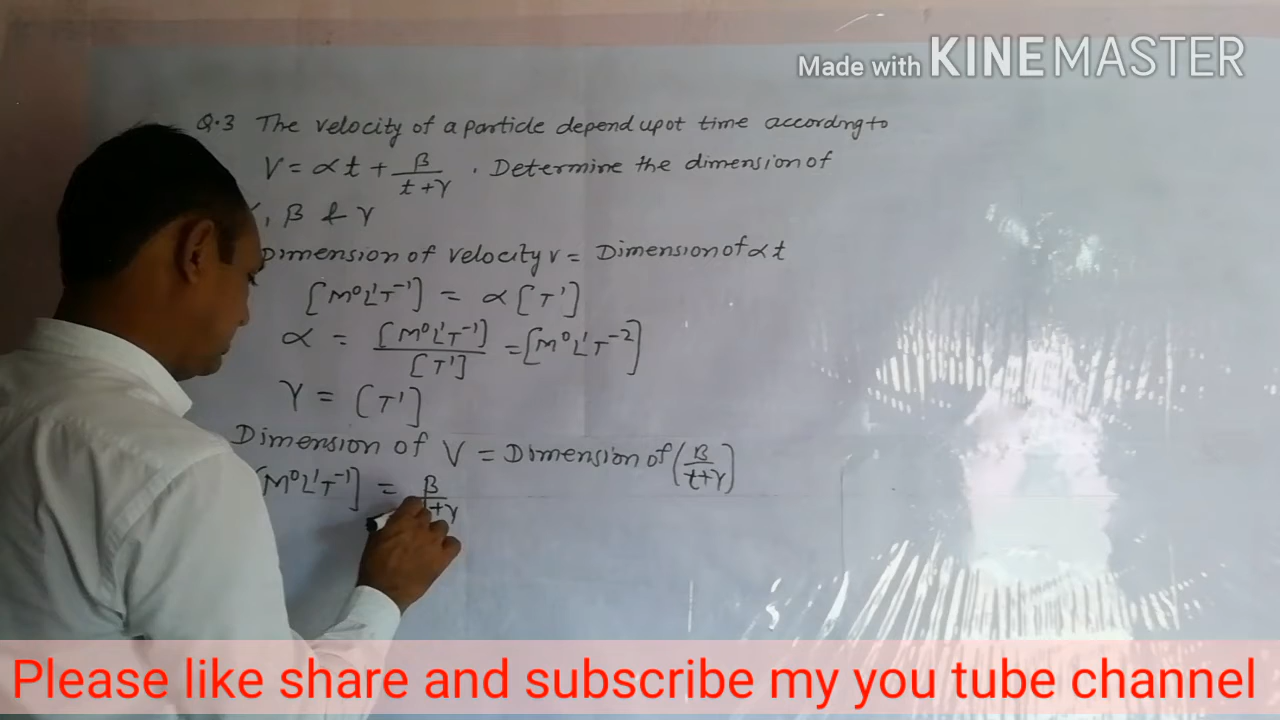 Made with KINEMASTER
Q.3 The velocity of a particle depend upot time accordng to
V = αt + β/(t+γ) . Determine the dimension of
, β & γ
Dimension of velocity v = Dimension of αt
[M⁰L¹T⁻¹] = α [T¹]
α = [M⁰L¹T⁻¹]/[T¹] = [M⁰L¹T⁻²]
γ = [T¹]
Dimension of V = Dimension of (β/(t+γ))
[M⁰L¹T⁻¹] = β/+γ
Please like share and subscribe my you tube channel